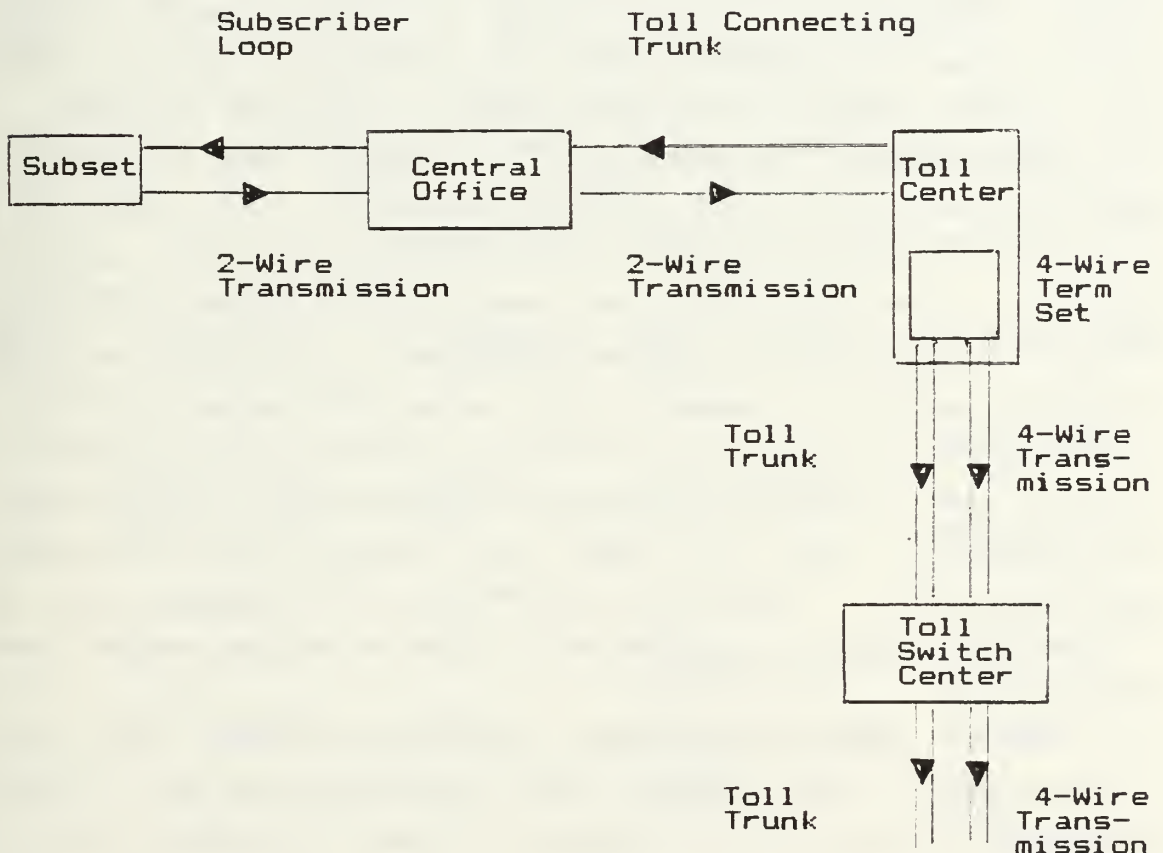 Subscriber
Loop
Toll Connecting
Trunk
Subset
Central
Office
Toll
Center
2-Wire
Transmission
2-Wire
Transmission
4-Wire
Term
Set
Toll
Trunk
4-Wire
Trans-
mission
Toll
Switch
Center
Toll
Trunk
4-Wire
Trans-
mission